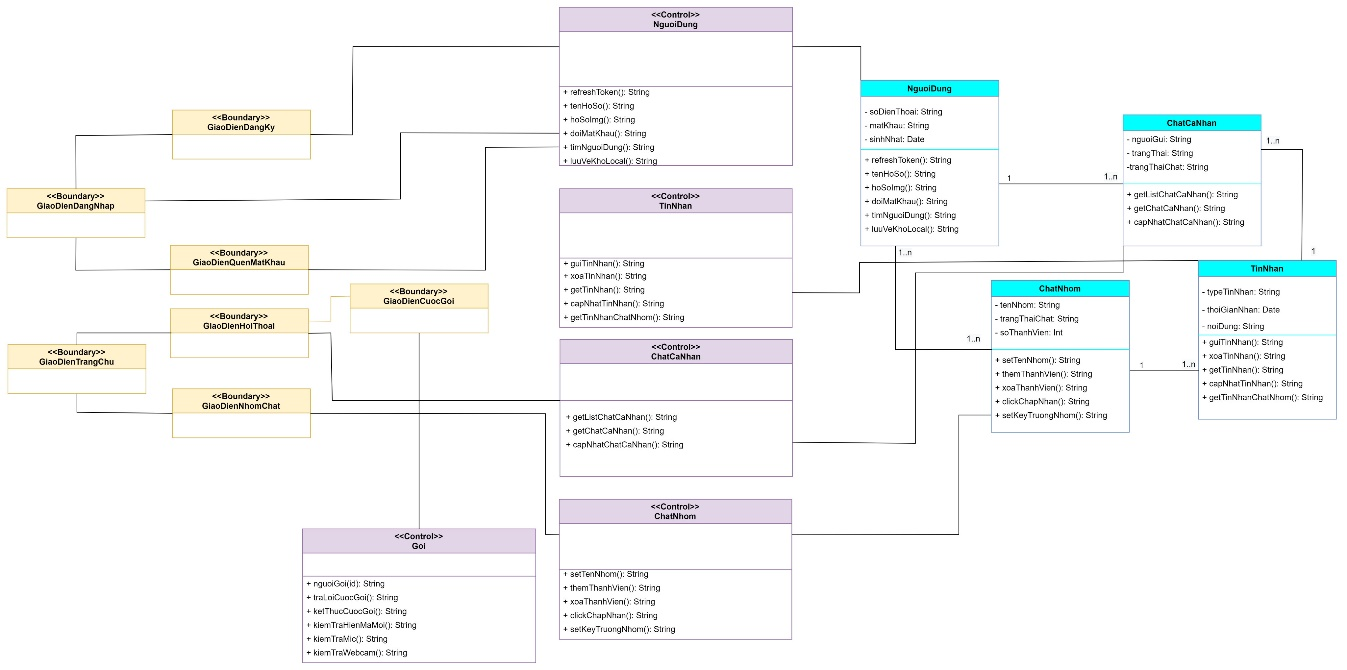 <<Boundary>>
GiaoDienDangKy
<<Boundary>>
GiaoDienDangNhap
<<Boundary>>
GiaoDienQuenMatKhau
<<Boundary>>
GiaoDienCuocGoi
<<Boundary>>
GiaoDienHoiThoai
<<Boundary>>
GiaoDienTrangChu
<<Boundary>>
GiaoDienNhomChat
<<Control>>
Goi
+ nguoiGoi(id): String
+ traLoiCuocGoi(): String
+ ketThucCuocGoi(): String
+ kiemTraHienMaMoi(): String
+ kiemTraMic(): String
+ kiemTraWebcam(): String
<<Control>>
NguoiDung
+ refreshToken(): String
+ tenHoSo(): String
+ hoSoImg(): String
+ doiMatKhau(): String
+ timNguoiDung(): String
+ luuVeKhoLocal(): String
<<Control>>
TinNhan
+ guiTinNhan(): String
+ xoaTinNhan(): String
+ getTinNhan(): String
+ capNhatTinNhan(): String
+ getTinNhanChatNhom(): String
<<Control>>
ChatCaNhan
+ getListChatCaNhan(): String
+ getChatCaNhan(): String
+ capNhatChatCaNhan(): String
<<Control>>
ChatNhom
+ setTenNhom(): String
+ themThanhVien(): String
+ xoaThanhVien(): String
+ clickChapNhan(): String
+ setKeyTruongNhom(): String
NguoiDung
- soDienThoai: String
- matKhau: String
- sinhNhat: Date
+ refreshToken(): String
+ tenHoSo(): String
+ hoSoImg(): String
+ doiMatKhau(): String
+ timNguoiDung(): String
+ luuVeKhoLocal(): String
1
1..n
1..n
1..n
ChatCaNhan
- nguoiGui: String
- trangThai: String
-trangThaiChat: String
+ getListChatCaNhan(): String
+ getChatCaNhan(): String
+ capNhatChatCaNhan(): String
1..n
1
ChatNhom
- tenNhom: String
- trangThaiChat: String
- soThanhVien: Int
+ setTenNhom(): String
+ themThanhVien(): String
+ xoaThanhVien(): String
+ clickChapNhan(): String
+ setKeyTruongNhom(): String
1
1..n
TinNhan
- typeTinNhan: String
- thoiGianNhan: Date
- noiDung: String
+ guiTinNhan(): String
+ xoaTinNhan(): String
+ getTinNhan(): String
+ capNhatTinNhan(): String
+ getTinNhanChatNhom(): String